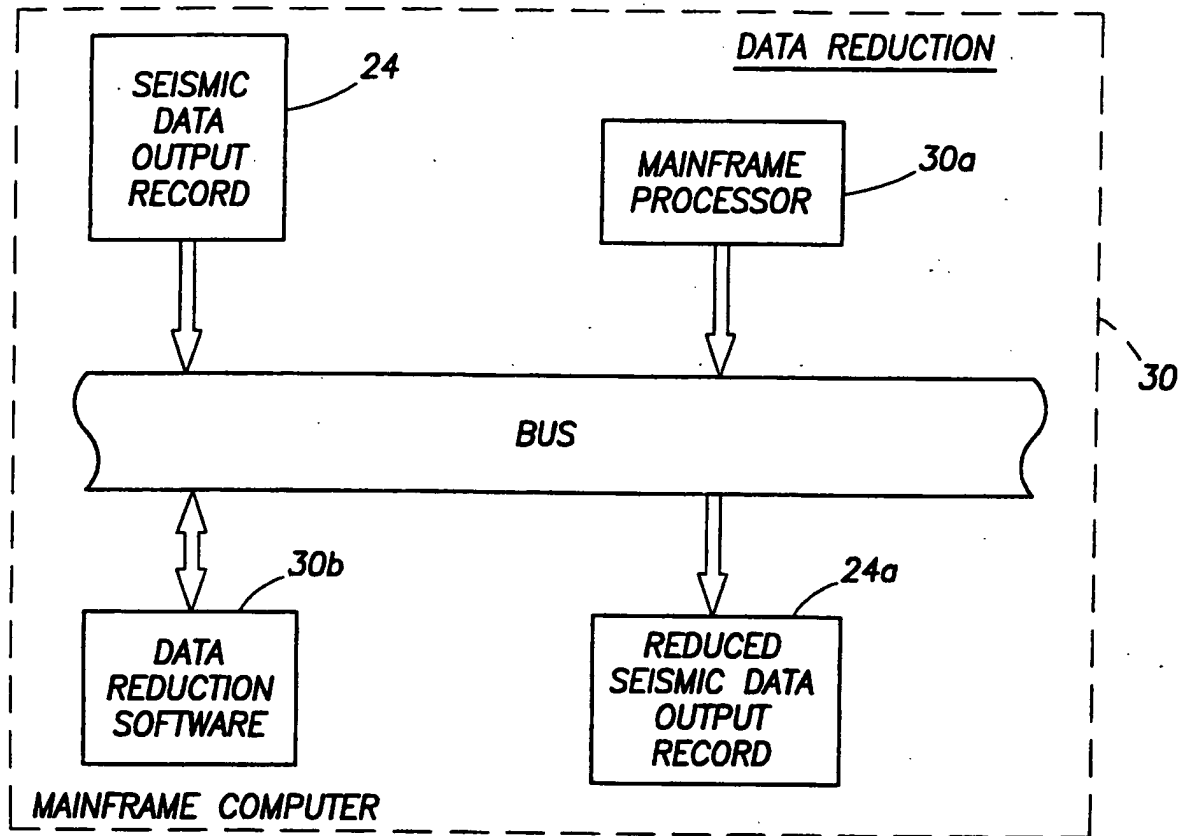 DATA REDUCTION
SEISMIC
DATA
OUTPUT
RECORD
24
MAINFRAME
PROCESSOR
30a
30
BUS
30b
DATA
REDUCTION
SOFTWARE
24a
REDUCED
SEISMIC DATA
OUTPUT
RECORD
MAINFRAME COMPUTER